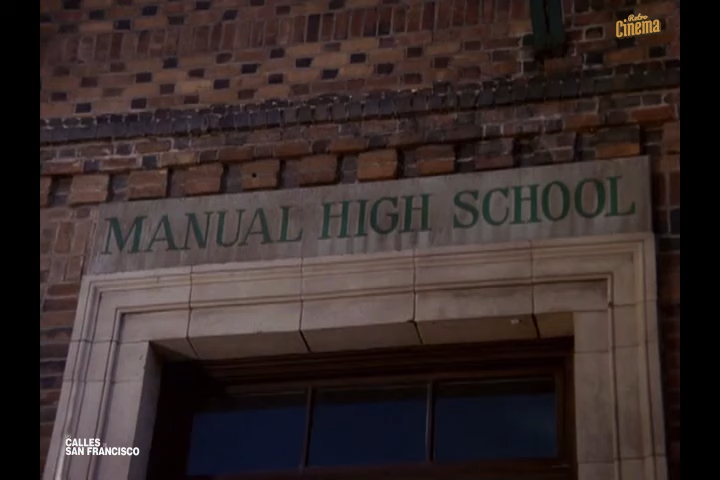 Retro
Cinema
MANUAL HIGH SCHOOL
CALLES
SAN FRANCISCO